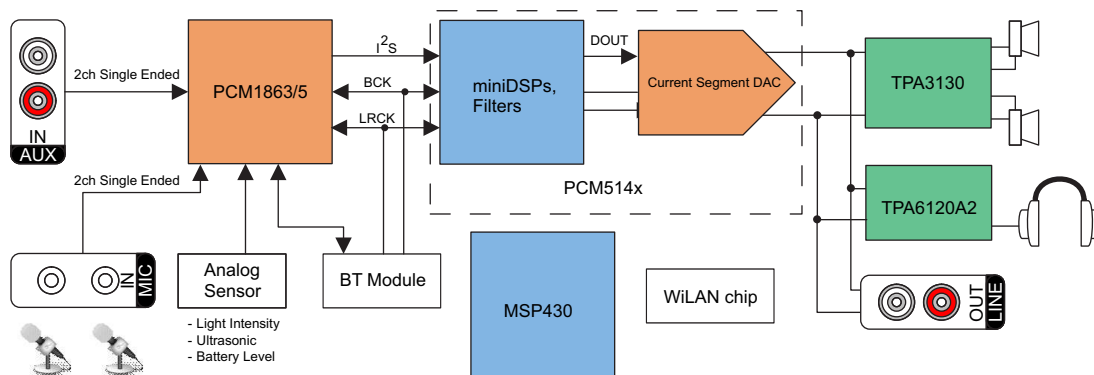 2ch Single Ended
IN
AUX
PCM1863/5
I2S
BCK
LRCK
miniDSPs,
Filters
DOUT
Current Segment DAC
PCM514x
TPA3130
TPA6120A2
2ch Single Ended
IN
MIC
Analog
Sensor
- Light Intensity
- Ultrasonic
- Battery Level
BT Module
MSP430
WiLAN chip
OUT
LINE